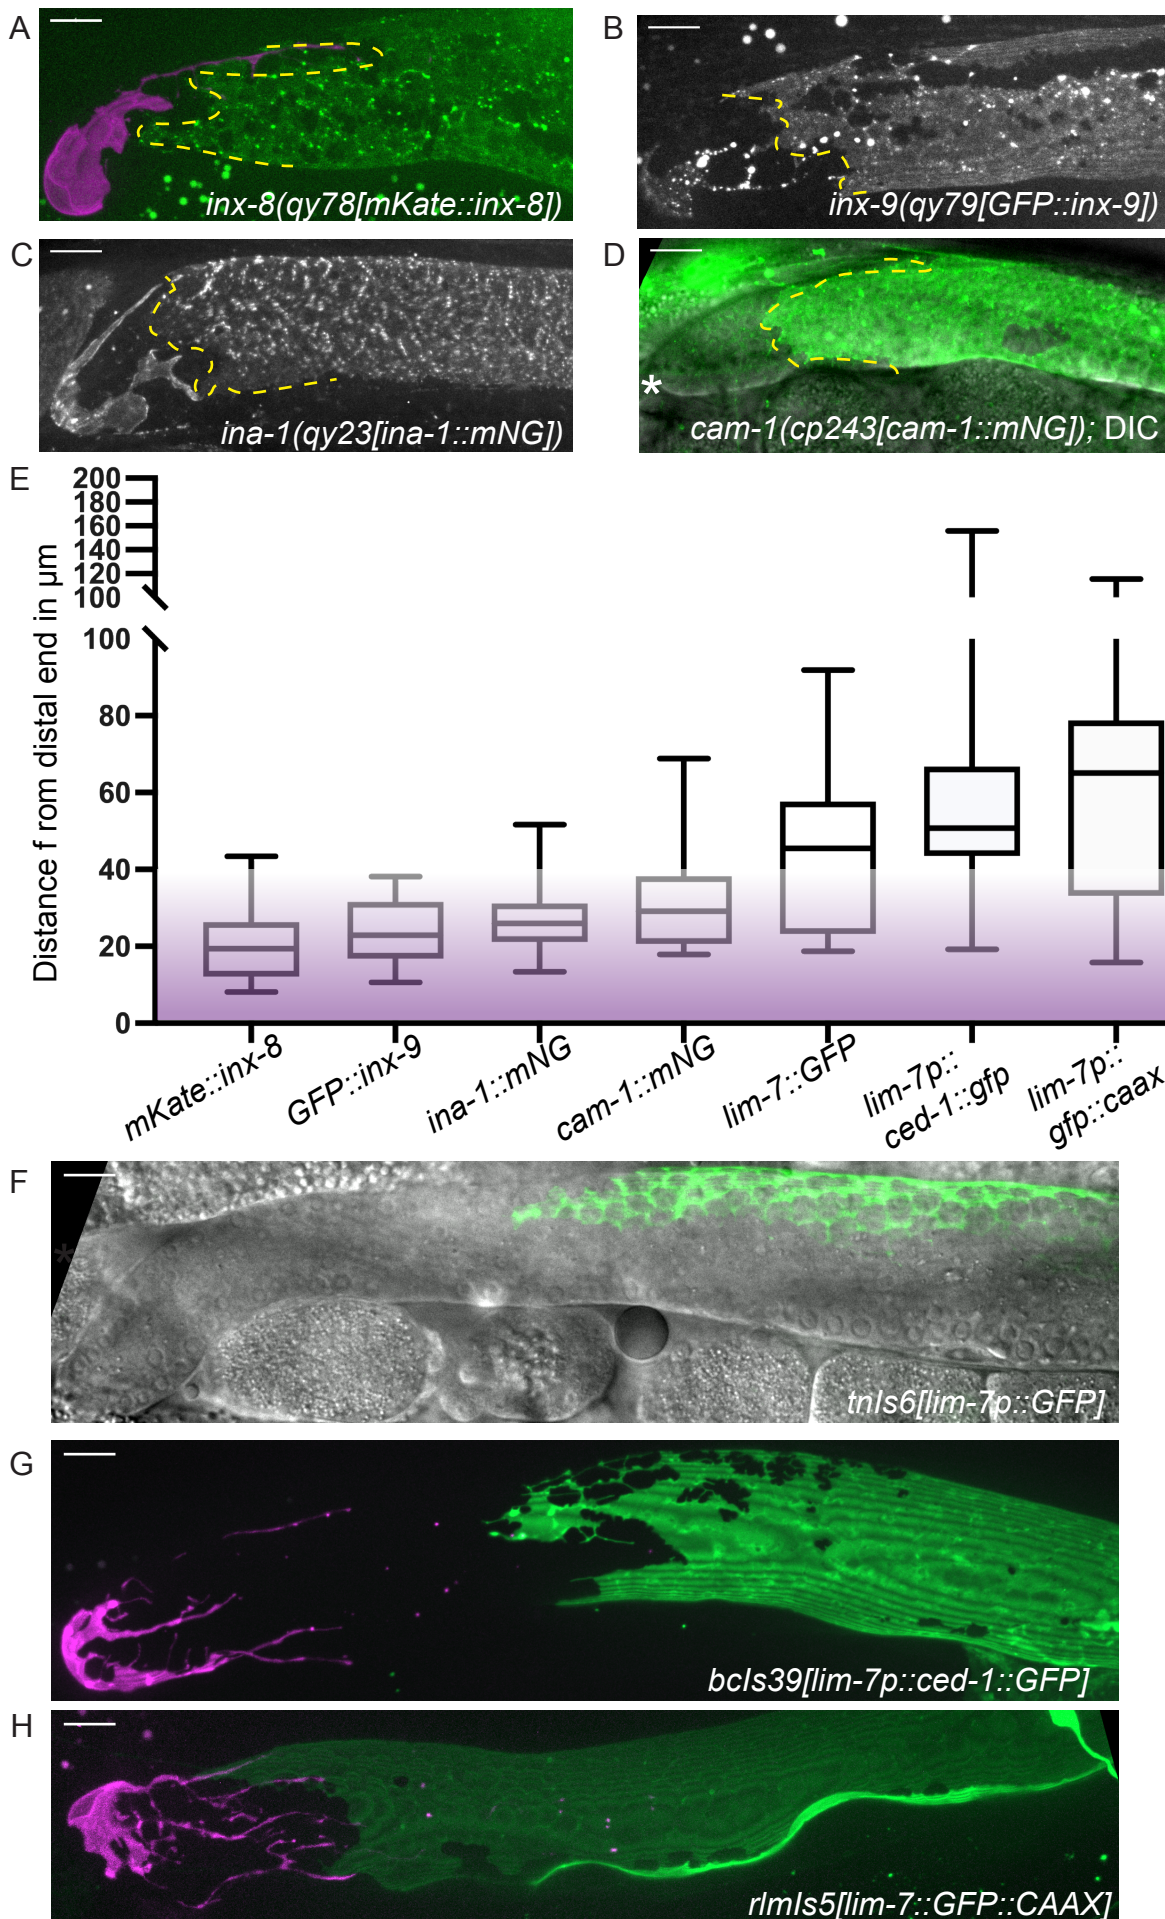 A
inx-8(qy78[mKate::inx-8])
B
inx-9(qy79[GFP::inx-9])
C
ina-1(qy23[ina-1::mNG])
D
*
cam-1(cp243[cam-1::mNG]); DIC
E
Distance f rom distal end in µm
200
180
160
140
120
100
100
80
60
40
20
0
mKate::inx-8
GFP::inx-9
ina-1::mNG
cam-1::mNG
lim-7::GFP
lim-7p::
ced-1::gfp
lim-7p::
gfp::caax
F
*
tnIs6[lim-7p::GFP]
G
bcIs39[lim-7p::ced-1::GFP]
H
rlmIs5[lim-7::GFP::CAAX]